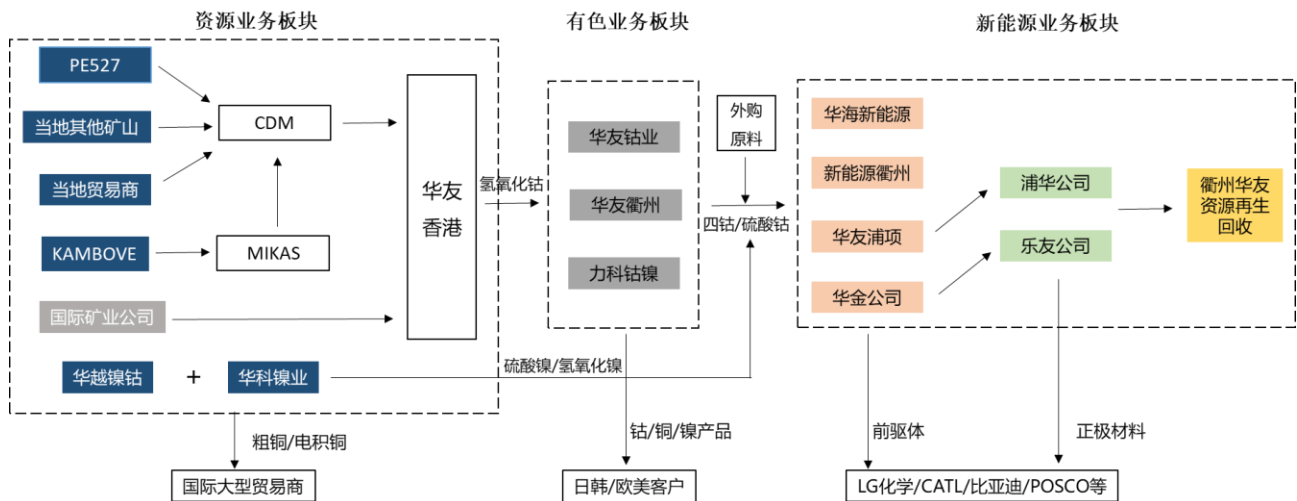 资源业务板块
有色业务板块
新能源业务板块
PE527
当地其他矿山
CDM
当地贸易商
KAMBOVE
MIKAS
国际矿业公司
华越镍钴
+
华科镍业
华友
香港
氢氧化钴
华友钴业
华友衢州
力科钴镍
外购
原料
四钴/硫酸钴
硫酸镍/氢氧化镍
华海新能源
新能源衢州
华友浦项
华金公司
浦华公司
乐友公司
衢州华友
资源再生
回收
粗铜/电积铜
钴/铜/镍产品
前驱体
正极材料
国际大型贸易商
日韩/欧美客户
LG化学/CATL/比亚迪/POSCO等